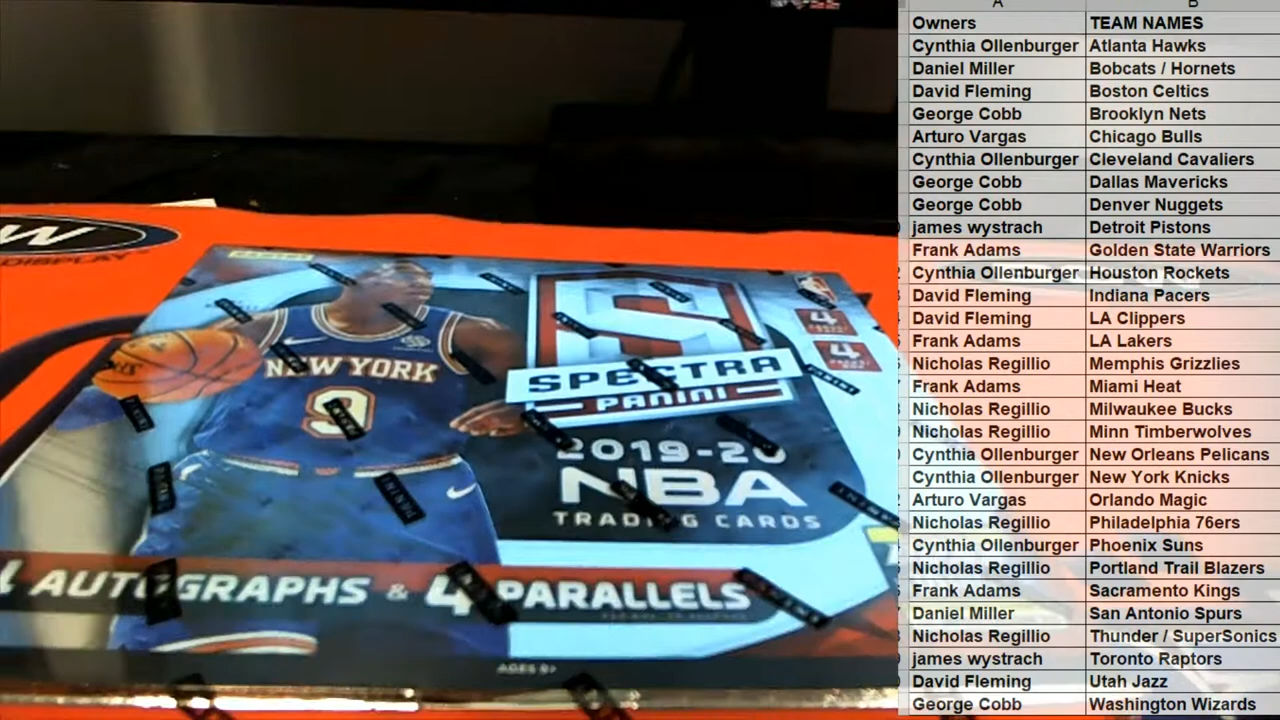 A B
Owners TEAM NAMES
Cynthia Ollenburger Atlanta Hawks
Daniel Miller Bobcats / Hornets
David Fleming Boston Celtics
George Cobb Brooklyn Nets
Arturo Vargas Chicago Bulls
Cynthia Ollenburger Cleveland Cavaliers
George Cobb Dallas Mavericks
George Cobb Denver Nuggets
james wystrach Detroit Pistons
Frank Adams Golden State Warriors
Cynthia Ollenburger Houston Rockets
David Fleming Indiana Pacers
David Fleming LA Clippers
Frank Adams LA Lakers
Nicholas Regillio Memphis Grizzlies
Frank Adams Miami Heat
Nicholas Regillio Milwaukee Bucks
Nicholas Regillio Minn Timberwolves
Cynthia Ollenburger New Orleans Pelicans
Cynthia Ollenburger New York Knicks
Arturo Vargas Orlando Magic
Nicholas Regillio Philadelphia 76ers
Cynthia Ollenburger Phoenix Suns
Nicholas Regillio Portland Trail Blazers
Frank Adams Sacramento Kings
Daniel Miller San Antonio Spurs
Nicholas Regillio Thunder / SuperSonics
james wystrach Toronto Raptors
David Fleming Utah Jazz
George Cobb Washington Wizards
DISPLAY
NEW YORK
9
S
4
4
SPECTRA
PANINI
2019-20
NBA
TRADING CARDS
4 AUTOGRAPHS & 4 PARALLELS
AGES 9+